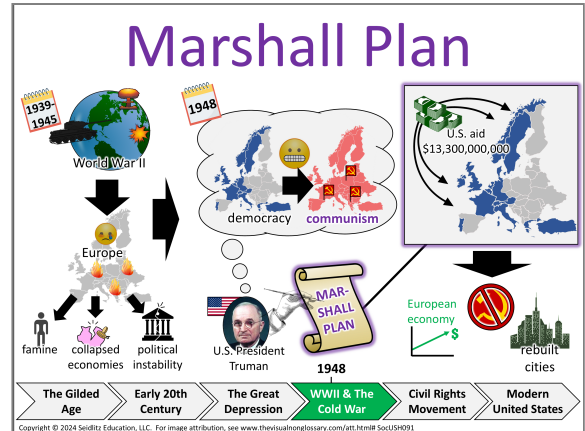 Marshall Plan
1939-
1945
World War II
Europe
famine
collapsed
economies
political
instability
1948
democracy
communism
U.S. President
Truman
MAR-
SHALL
PLAN
1948
U.S. aid
$13,300,000,000
European
economy
$
rebuilt
cities
The Gilded
Age
Early 20th
Century
The Great
Depression
WWII & The
Cold War
Civil Rights
Movement
Modern
United States
Copyright © 2024 Seidlitz Education, LLC. For image attribution, see www.thevisualnonglossary.com/att.html# SocUSH091